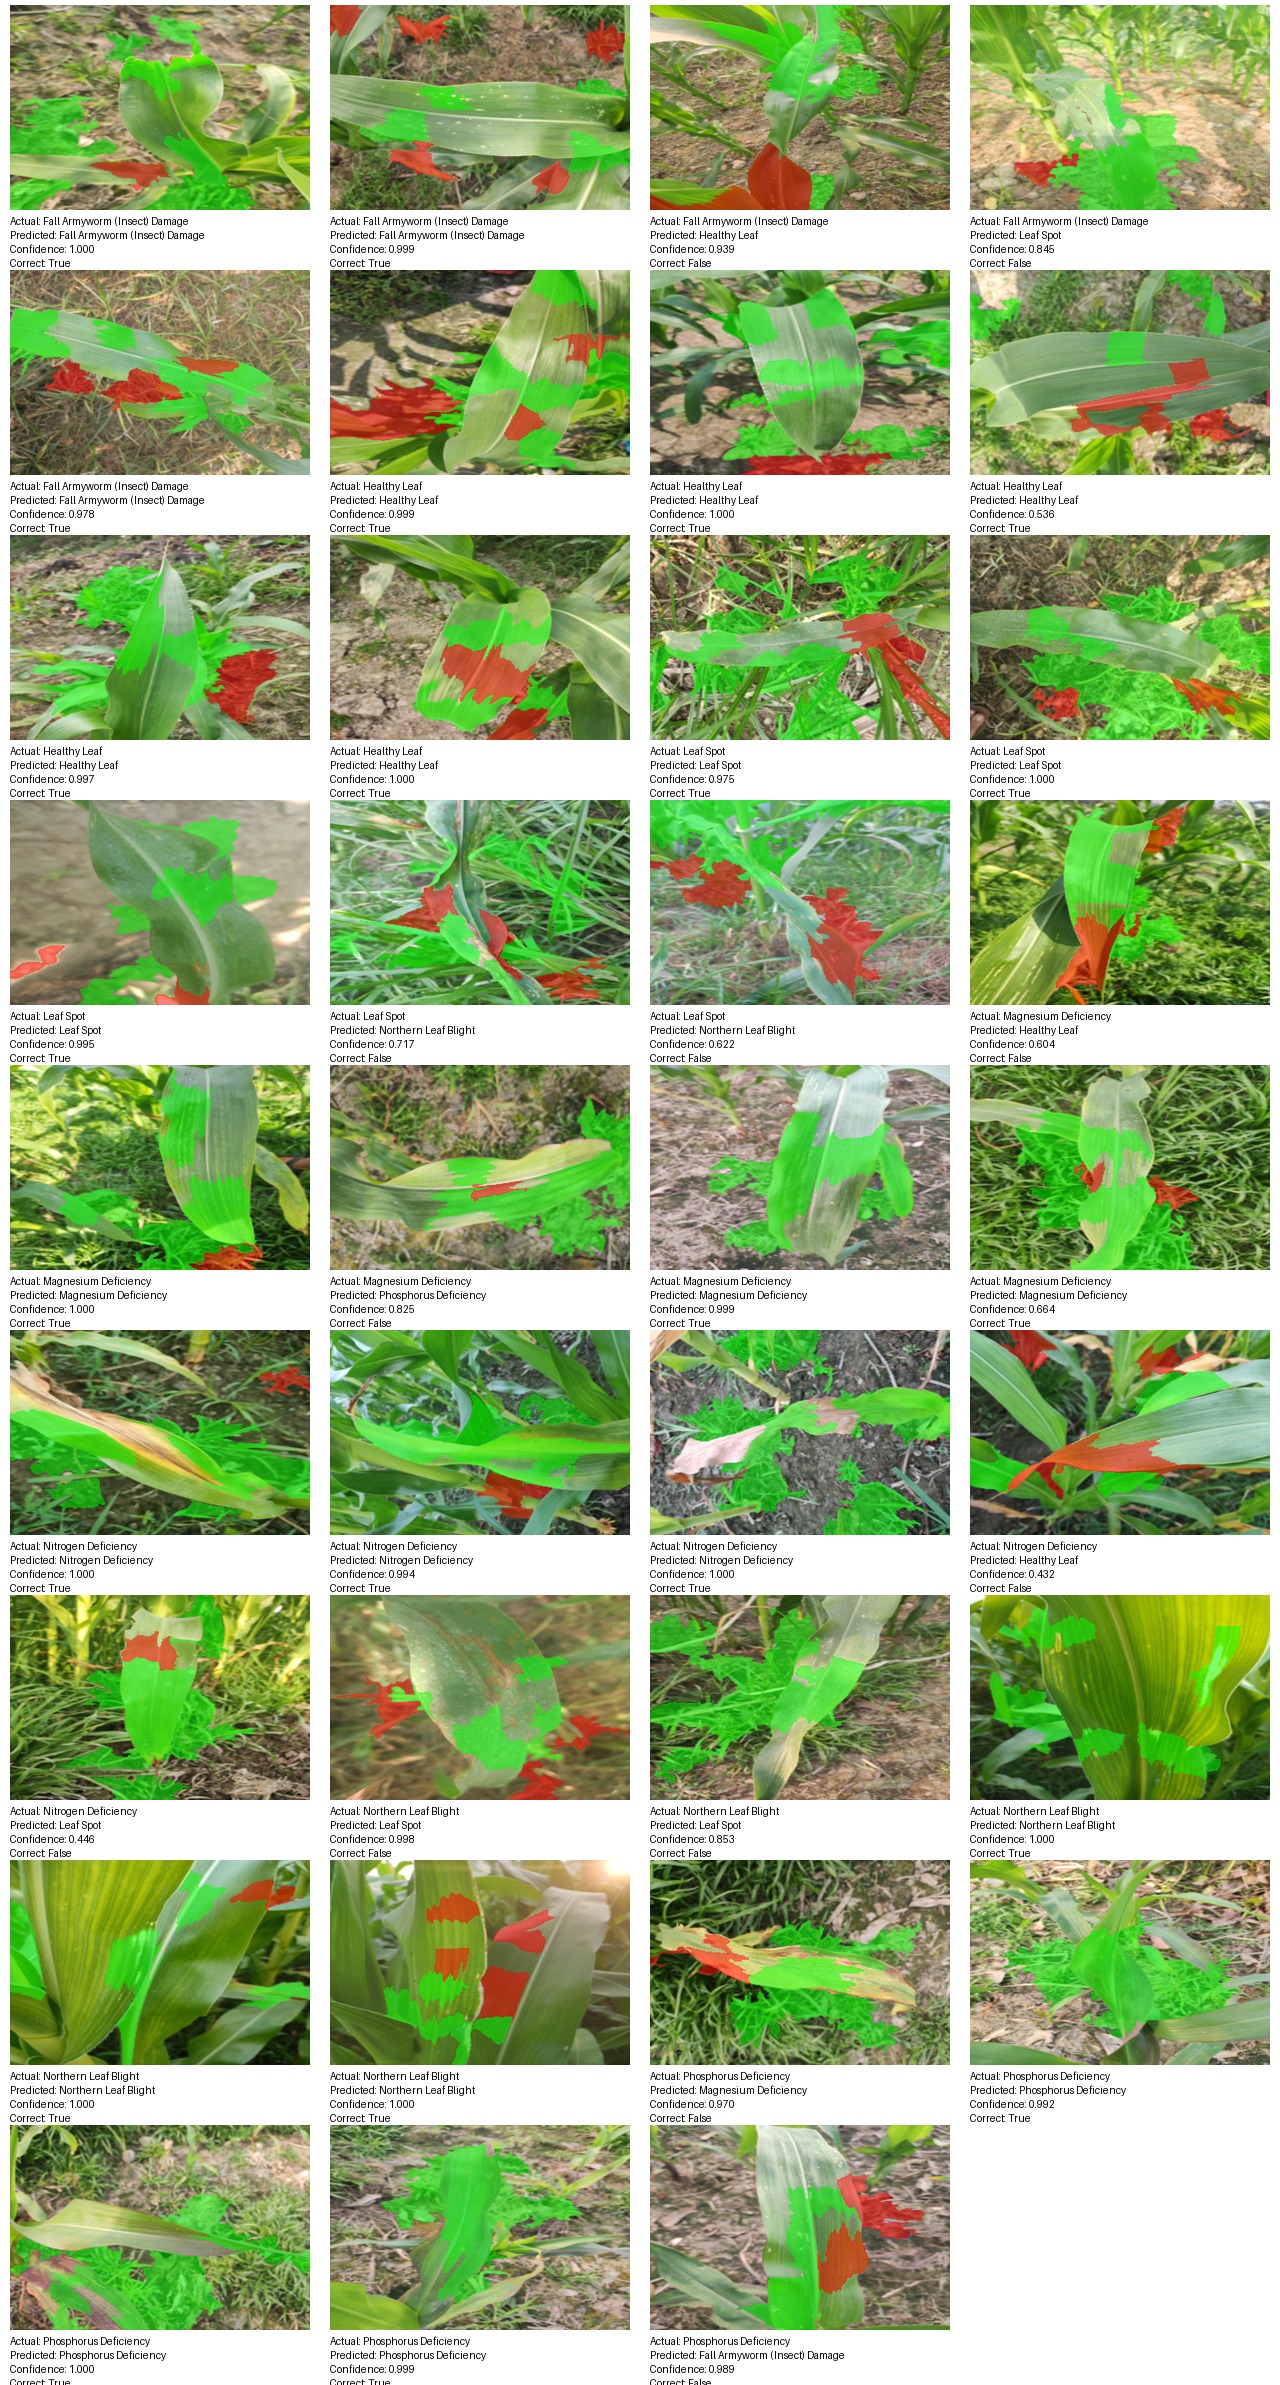 Actual: Fall Armyworm (Insect) Damage
Predicted: Fall Armyworm (Insect) Damage
Confidence: 1.000
Correct: True
Actual: Fall Armyworm (Insect) Damage
Predicted: Fall Armyworm (Insect) Damage
Confidence: 0.999
Correct: True
Actual: Fall Armyworm (Insect) Damage
Predicted: Healthy Leaf
Confidence: 0.939
Correct: False
Actual: Fall Armyworm (Insect) Damage
Predicted: Leaf Spot
Confidence: 0.845
Correct: False
Actual: Fall Armyworm (Insect) Damage
Predicted: Fall Armyworm (Insect) Damage
Confidence: 0.978
Correct: True
Actual: Healthy Leaf
Predicted: Healthy Leaf
Confidence: 0.999
Correct: True
Actual: Healthy Leaf
Predicted: Healthy Leaf
Confidence: 1.000
Correct: True
Actual: Healthy Leaf
Predicted: Healthy Leaf
Confidence: 0.536
Correct: True
Actual: Healthy Leaf
Predicted: Healthy Leaf
Confidence: 0.997
Correct: True
Actual: Healthy Leaf
Predicted: Healthy Leaf
Confidence: 1.000
Correct: True
Actual: Leaf Spot
Predicted: Leaf Spot
Confidence: 0.975
Correct: True
Actual: Leaf Spot
Predicted: Leaf Spot
Confidence: 1.000
Correct: True
Actual: Leaf Spot
Predicted: Leaf Spot
Confidence: 0.995
Correct: True
Actual: Leaf Spot
Predicted: Northern Leaf Blight
Confidence: 0.717
Correct: False
Actual: Leaf Spot
Predicted: Northern Leaf Blight
Confidence: 0.622
Correct: False
Actual: Magnesium Deficiency
Predicted: Healthy Leaf
Confidence: 0.604
Correct: False
Actual: Magnesium Deficiency
Predicted: Magnesium Deficiency
Confidence: 1.000
Correct: True
Actual: Magnesium Deficiency
Predicted: Phosphorus Deficiency
Confidence: 0.825
Correct: False
Actual: Magnesium Deficiency
Predicted: Magnesium Deficiency
Confidence: 0.999
Correct: True
Actual: Magnesium Deficiency
Predicted: Magnesium Deficiency
Confidence: 0.664
Correct: True
Actual: Nitrogen Deficiency
Predicted: Nitrogen Deficiency
Confidence: 1.000
Correct: True
Actual: Nitrogen Deficiency
Predicted: Nitrogen Deficiency
Confidence: 0.994
Correct: True
Actual: Nitrogen Deficiency
Predicted: Nitrogen Deficiency
Confidence: 1.000
Correct: True
Actual: Nitrogen Deficiency
Predicted: Healthy Leaf
Confidence: 0.432
Correct: False
Actual: Nitrogen Deficiency
Predicted: Leaf Spot
Confidence: 0.446
Correct: False
Actual: Northern Leaf Blight
Predicted: Leaf Spot
Confidence: 0.998
Correct: False
Actual: Northern Leaf Blight
Predicted: Leaf Spot
Confidence: 0.853
Correct: False
Actual: Northern Leaf Blight
Predicted: Northern Leaf Blight
Confidence: 1.000
Correct: True
Actual: Northern Leaf Blight
Predicted: Northern Leaf Blight
Confidence: 1.000
Correct: True
Actual: Northern Leaf Blight
Predicted: Northern Leaf Blight
Confidence: 1.000
Correct: True
Actual: Phosphorus Deficiency
Predicted: Magnesium Deficiency
Confidence: 0.970
Correct: False
Actual: Phosphorus Deficiency
Predicted: Phosphorus Deficiency
Confidence: 0.992
Correct: True
Actual: Phosphorus Deficiency
Predicted: Phosphorus Deficiency
Confidence: 1.000
Correct: True
Actual: Phosphorus Deficiency
Predicted: Phosphorus Deficiency
Confidence: 0.999
Correct: True
Actual: Phosphorus Deficiency
Predicted: Fall Armyworm (Insect) Damage
Confidence: 0.989
Correct: False